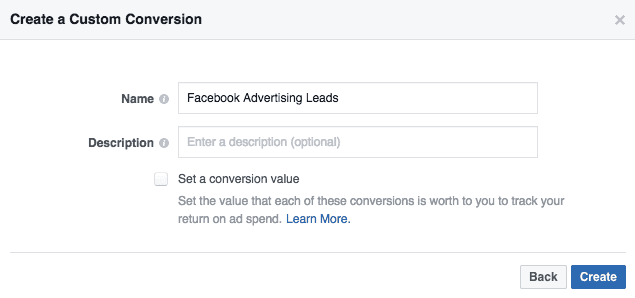 Create a Custom Conversion
×
Name i
Facebook Advertising Leads
Description i
Enter a description (optional)
Set a conversion value
Set the value that each of these conversions is worth to you to track your
return on ad spend. Learn More.
Back
Create